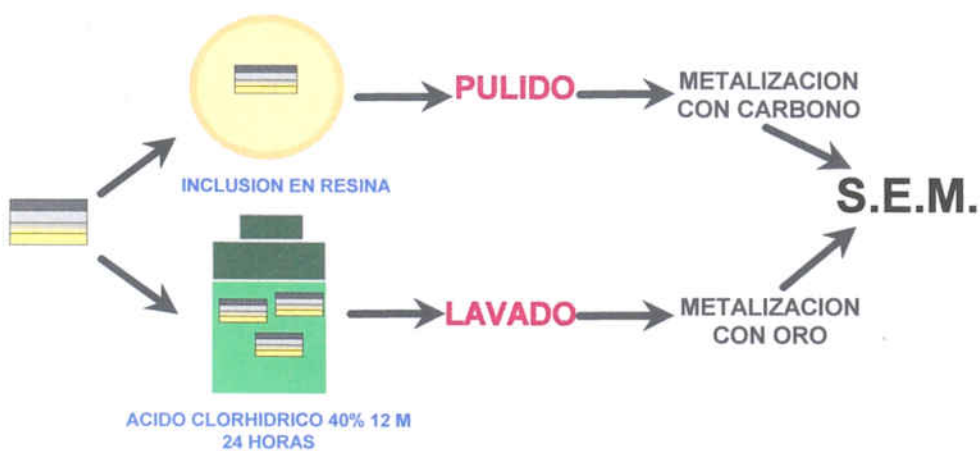 PULIDO
METALIZACION
CON CARBONO
INCLUSION EN RESINA
S.E.M.
LAVADO
METALIZACION
CON ORO
ACIDO CLORHIDRICO 40% 12 M
24 HORAS